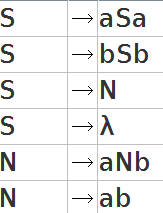 S → aSa
S → bSb
S → N
S → λ
N → aNb
N → ab